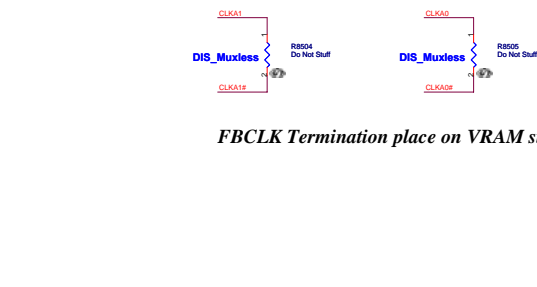 CLKA1
CLKA0
1
1
R8504
Do Not Stuff
R8505
Do Not Stuff
DIS_Muxless
DIS_Muxless
2
2
CLKA1#
CLKA0#
FBCLK Termination place on VRAM